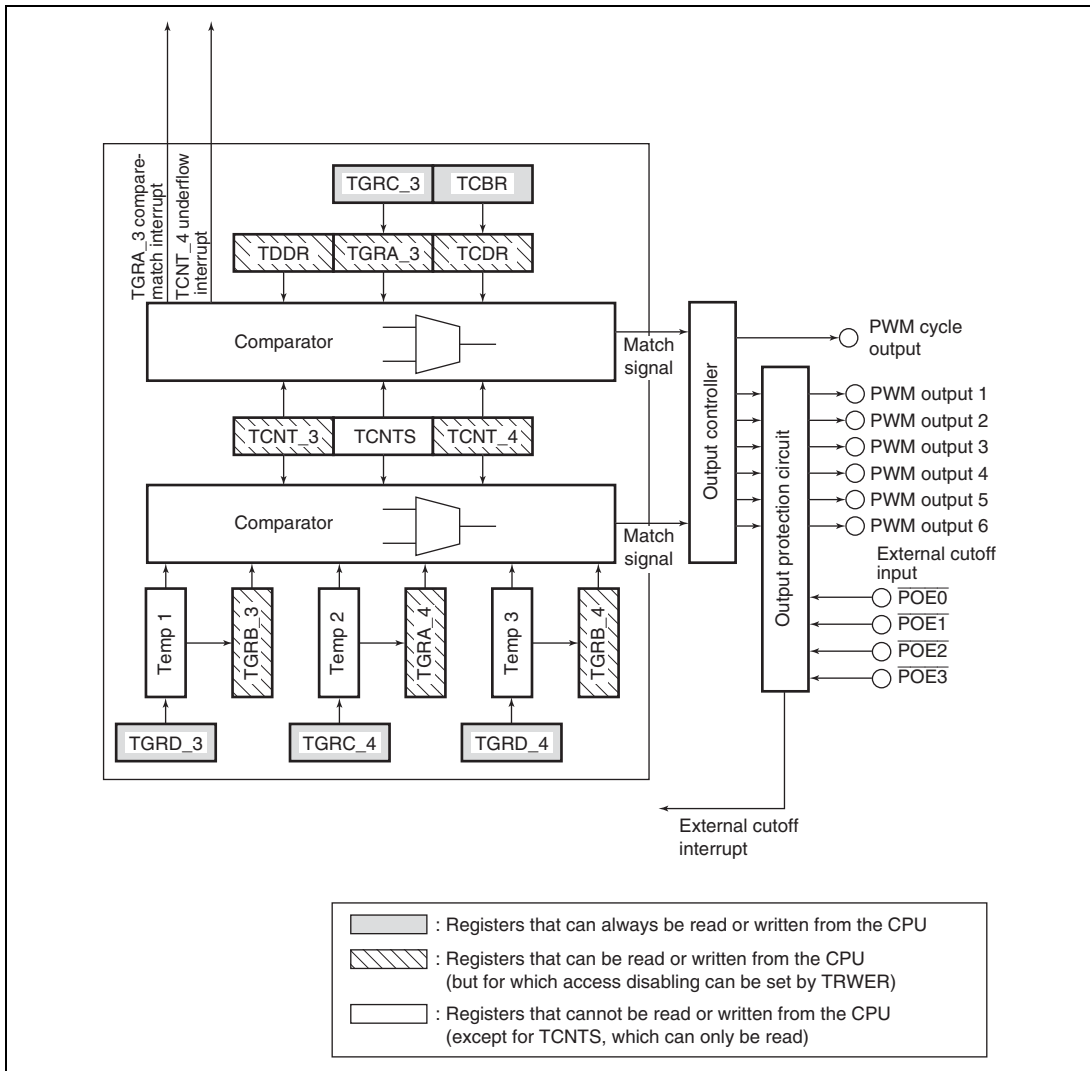 TGRA_3 compare-
match interrupt
TCNT_4 underflow
interrupt
TGRC_3
TCBR
TDDR
TGRA_3
TCDR
Comparator
Match
signal
TCNT_3
TCNTS
TCNT_4
Comparator
Match
signal
Temp 1
TGRB_3
Temp 2
TGRA_4
Temp 3
TGRB_4
TGRD_3
TGRC_4
TGRD_4
Output controller
Output protection circuit
PWM cycle
output
PWM output 1
PWM output 2
PWM output 3
PWM output 4
PWM output 5
PWM output 6
External cutoff
input
POE0
POE1
POE2
POE3
External cutoff
interrupt
: Registers that can always be read or written from the CPU
: Registers that can be read or written from the CPU
(but for which access disabling can be set by TRWER)
: Registers that cannot be read or written from the CPU
(except for TCNTS, which can only be read)